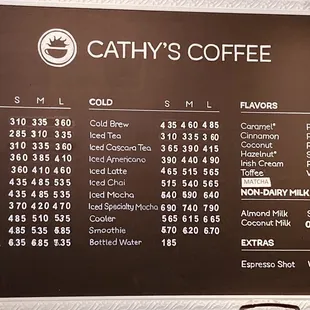 CATHY'S COFFEE
S M L
310 335 360
285 310 335
310 335 360
360 385 410
360 410 460
435 485 535
435 485 535
370 420 470
485 510 535
485 535 585
635 685 735
COLD S M L
Cold Brew 435 460 485
Iced Tea 310 335 360
Iced Cascara Tea 365 390 415
Iced Americano 390 440 490
Iced Latte 465 515 565
Iced Chai 515 540 565
Iced Mocha 540 590 640
Iced Specialty Mocha 690 740 790
Cooler 565 615 665
Smoothie 570 620 670
Bottled Water 185
FLAVORS
Caramel*
Cinnamon
Coconut
Hazelnut*
Irish Cream
Toffee
MATCHA
NON-DAIRY MILK
Almond Milk
Coconut Milk
EXTRAS
Espresso Shot